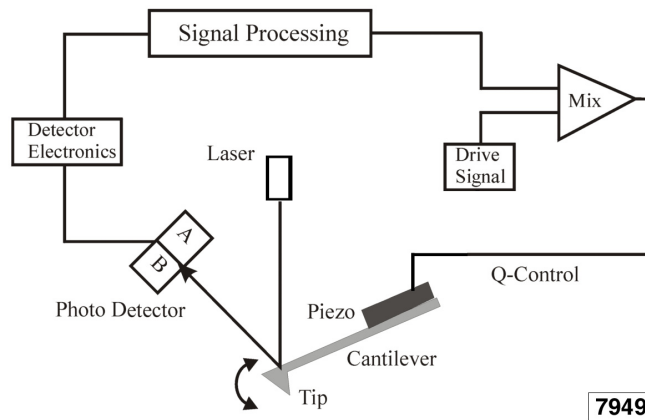 Signal Processing
Detector
Electronics
Laser
Mix
Drive
Signal
A
B
Photo Detector
Piezo
Q-Control
Cantilever
Tip
7949